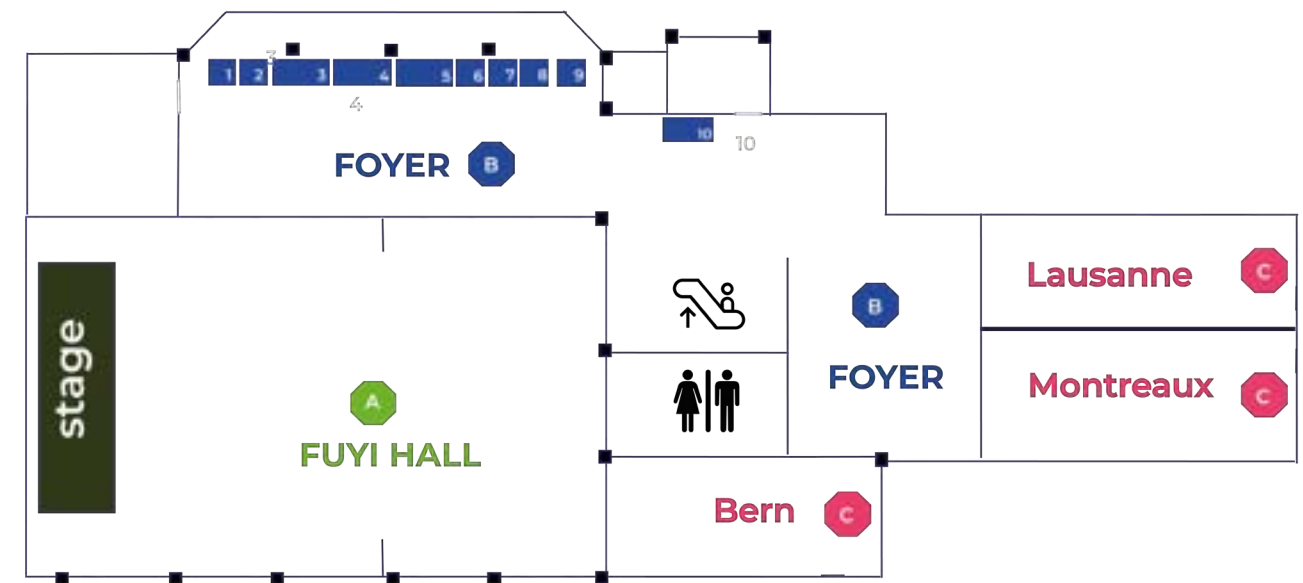 3
1 2 3 4 5 6 7 8 9
4
10
10
FOYER B
Lausanne C
stage
B
A
FOYER
Montreaux C
FUYI HALL
Bern C